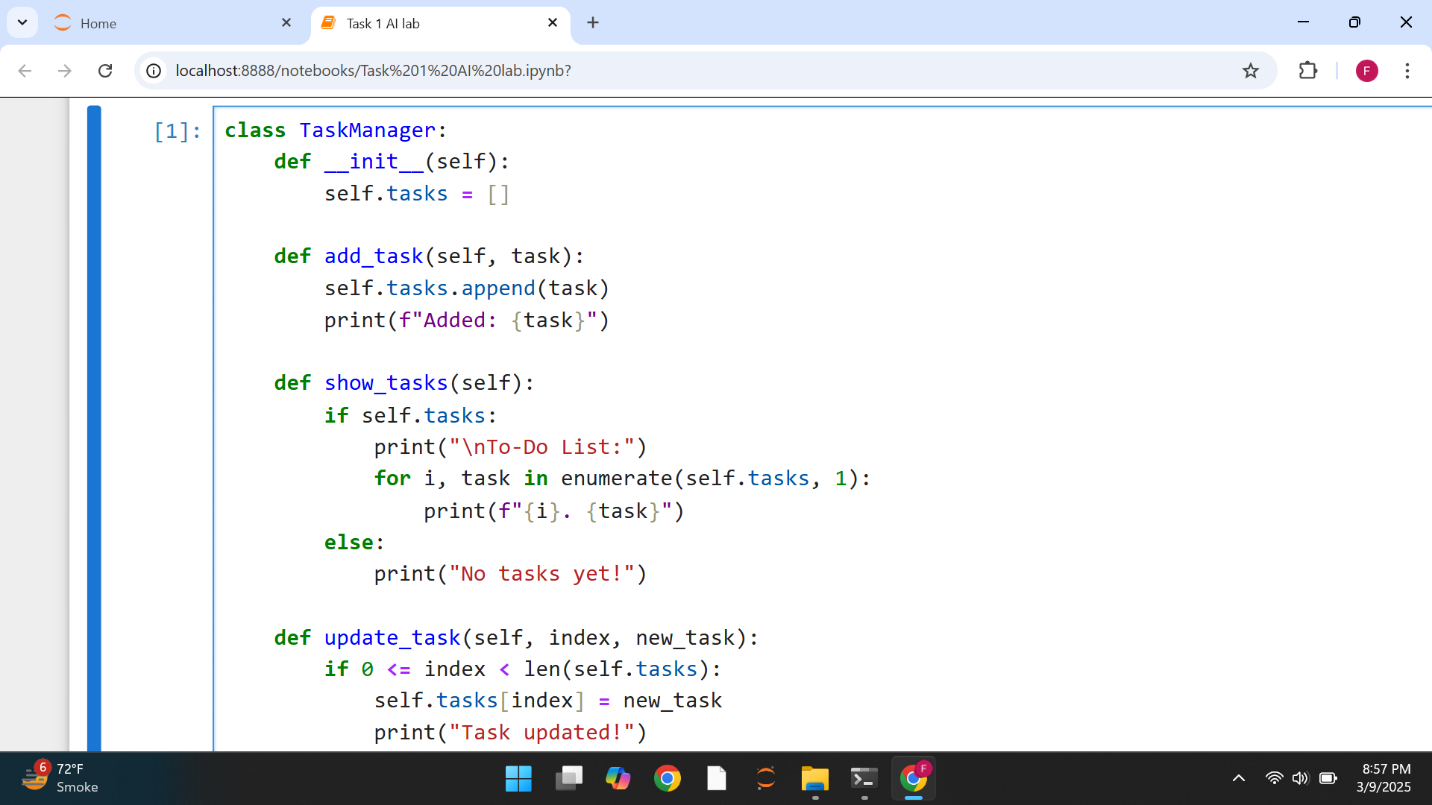 Home
Task 1 AI lab
localhost:8888/notebooks/Task%201%20AI%20lab.ipynb?
F
[1]:
class TaskManager:
    def __init__(self):
        self.tasks = []

    def add_task(self, task):
        self.tasks.append(task)
        print(f"Added: {task}")

    def show_tasks(self):
        if self.tasks:
            print("\nTo-Do List:")
            for i, task in enumerate(self.tasks, 1):
                print(f"{i}. {task}")
        else:
            print("No tasks yet!")

    def update_task(self, index, new_task):
        if 0 <= index < len(self.tasks):
            self.tasks[index] = new_task
            print("Task updated!")
6
72°F
Smoke
F
8:57 PM
3/9/2025